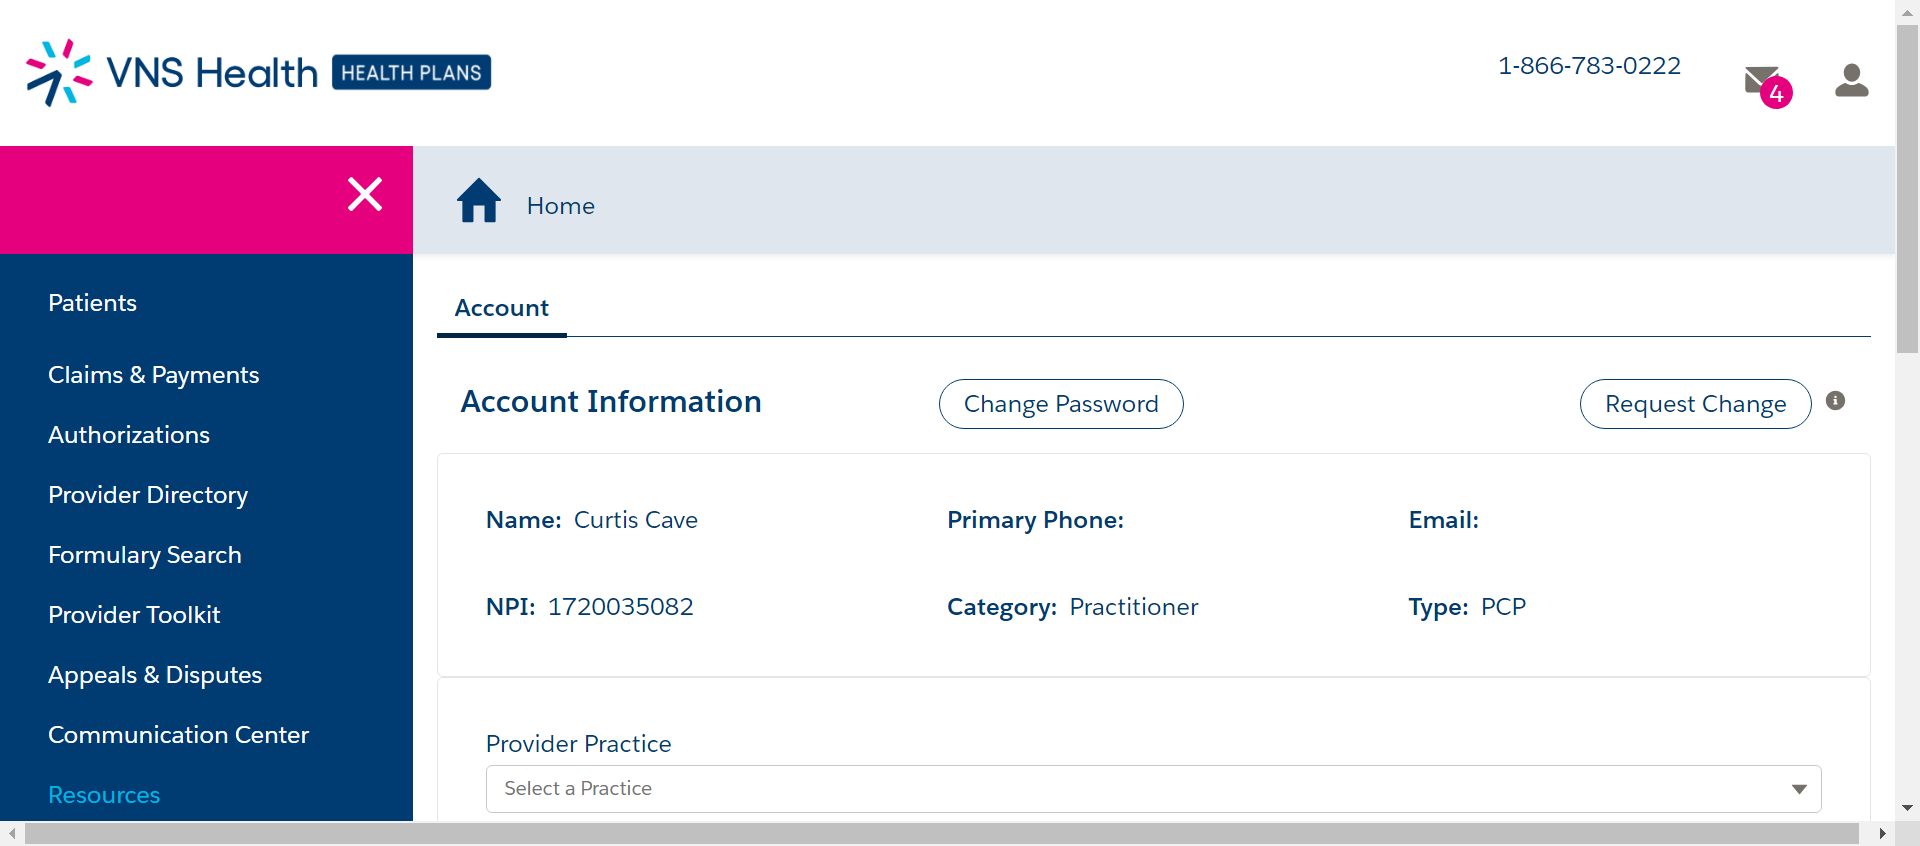 VNS Health HEALTH PLANS
1-866-783-0222
4
Home
Patients
Claims & Payments
Authorizations
Provider Directory
Formulary Search
Provider Toolkit
Appeals & Disputes
Communication Center
Resources
Account
Account Information
Change Password
Request Change
Name: Curtis Cave
Primary Phone:
Email:
NPI: 1720035082
Category: Practitioner
Type: PCP
Provider Practice
Select a Practice